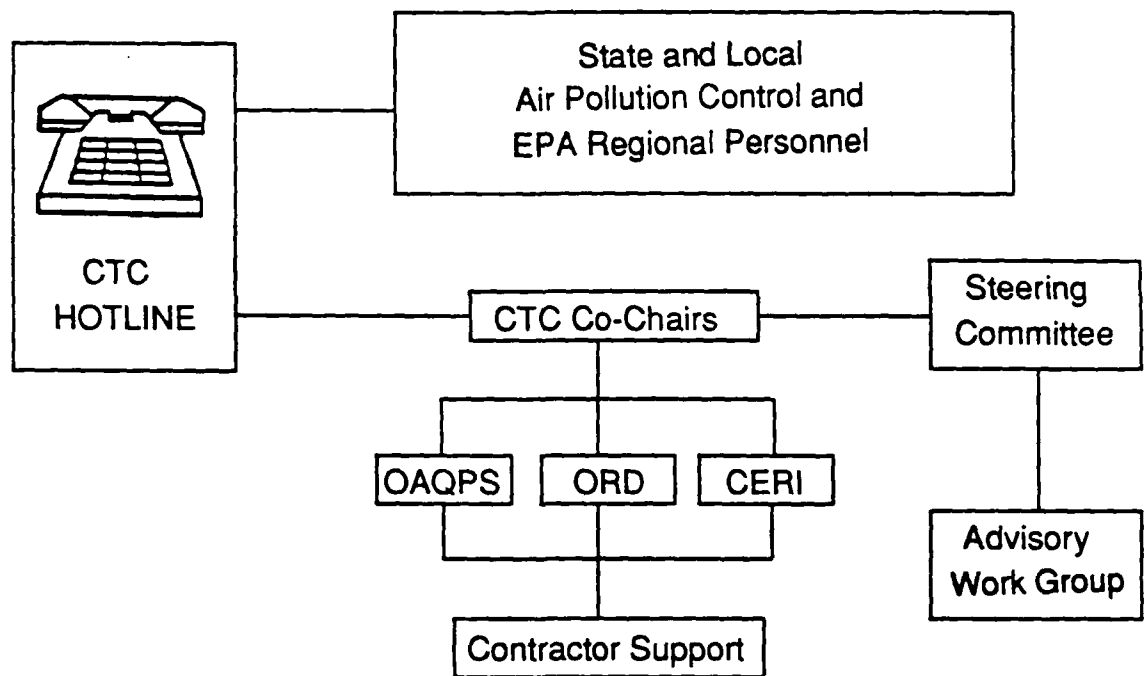 State and Local
Air Pollution Control and
EPA Regional Personnel
CTC
HOTLINE
CTC Co-Chairs
Steering
Committee
OAQPS
ORD
CERI
Advisory
Work Group
Contractor Support